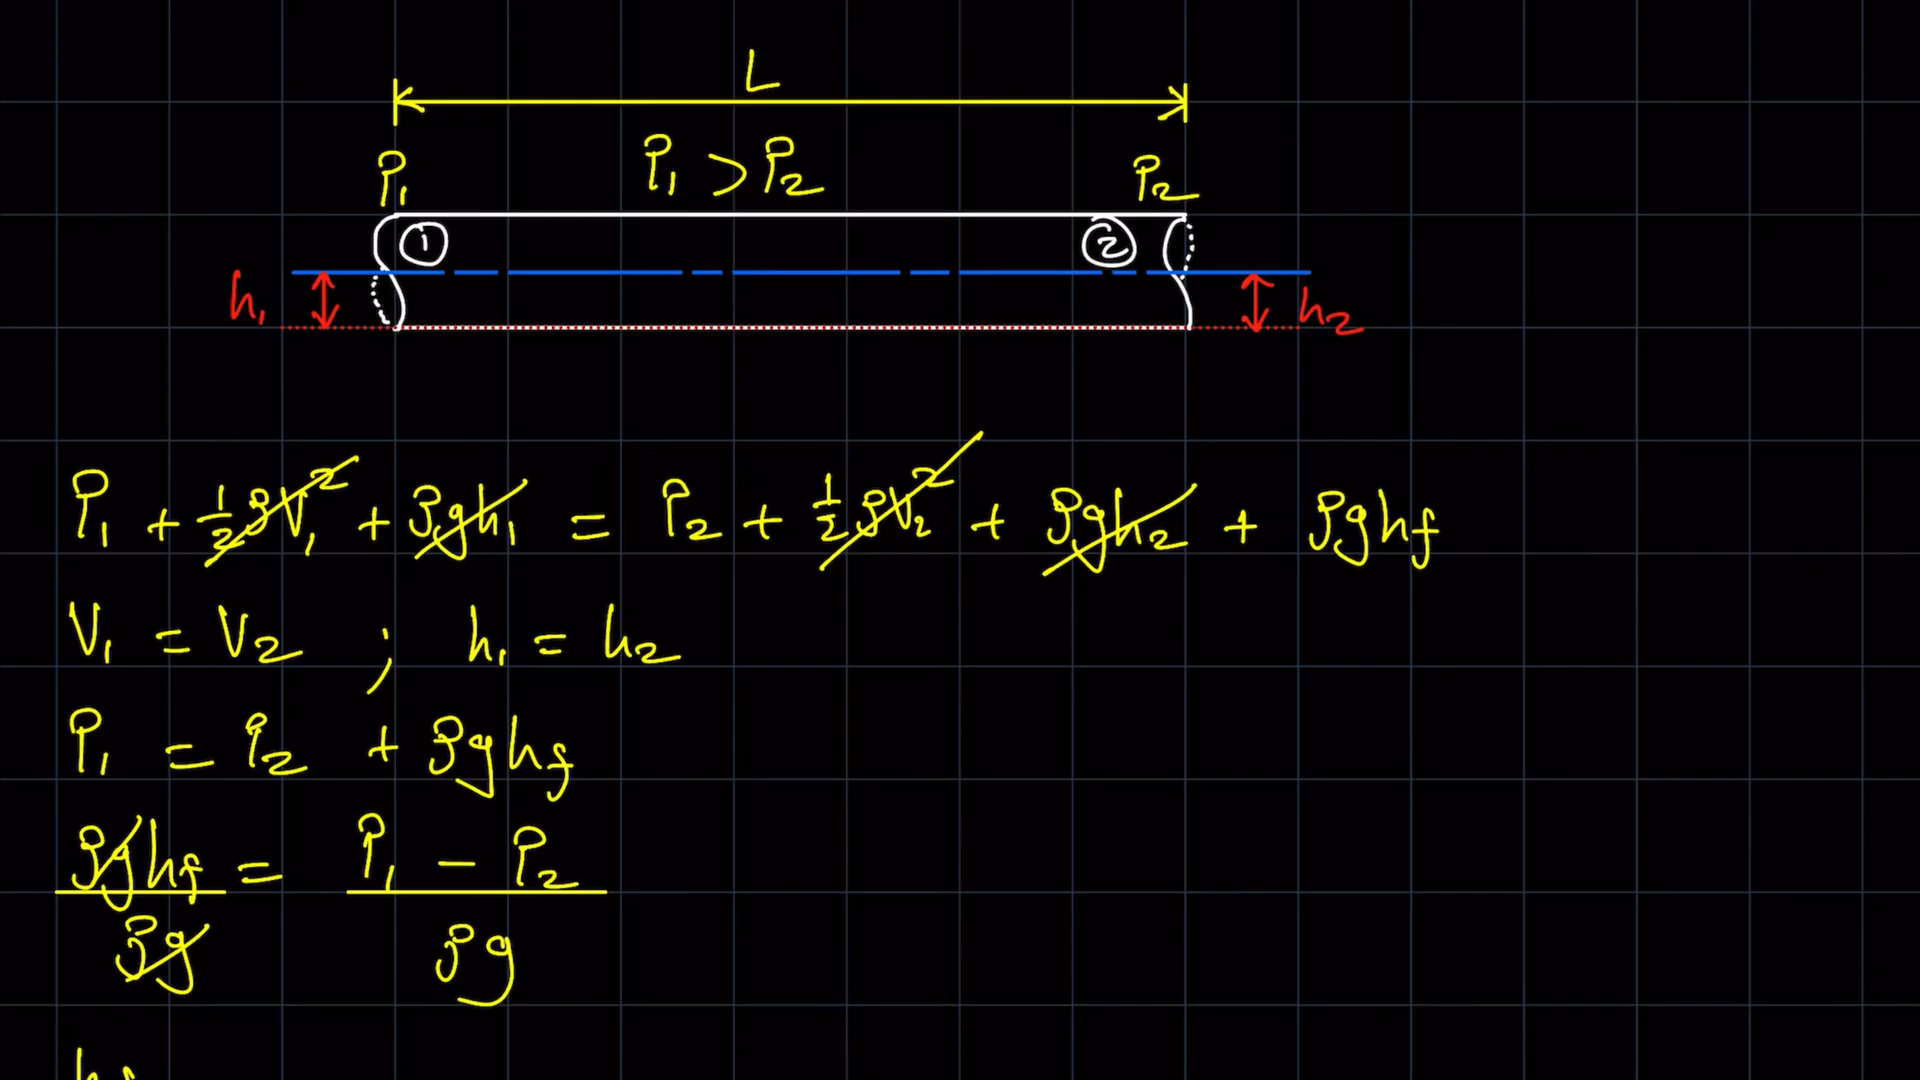 L
P₁ P₁ > P₂ P₂
① ②
h₁ h₂
P₁ + ½ρV₁² + ρgh₁ = P₂ + ½ρV₂² + ρgh₂ + ρghf
V₁ = V₂ ; h₁ = h₂
P₁ = P₂ + ρghf
ρghf = P₁ - P₂
ρg ρg